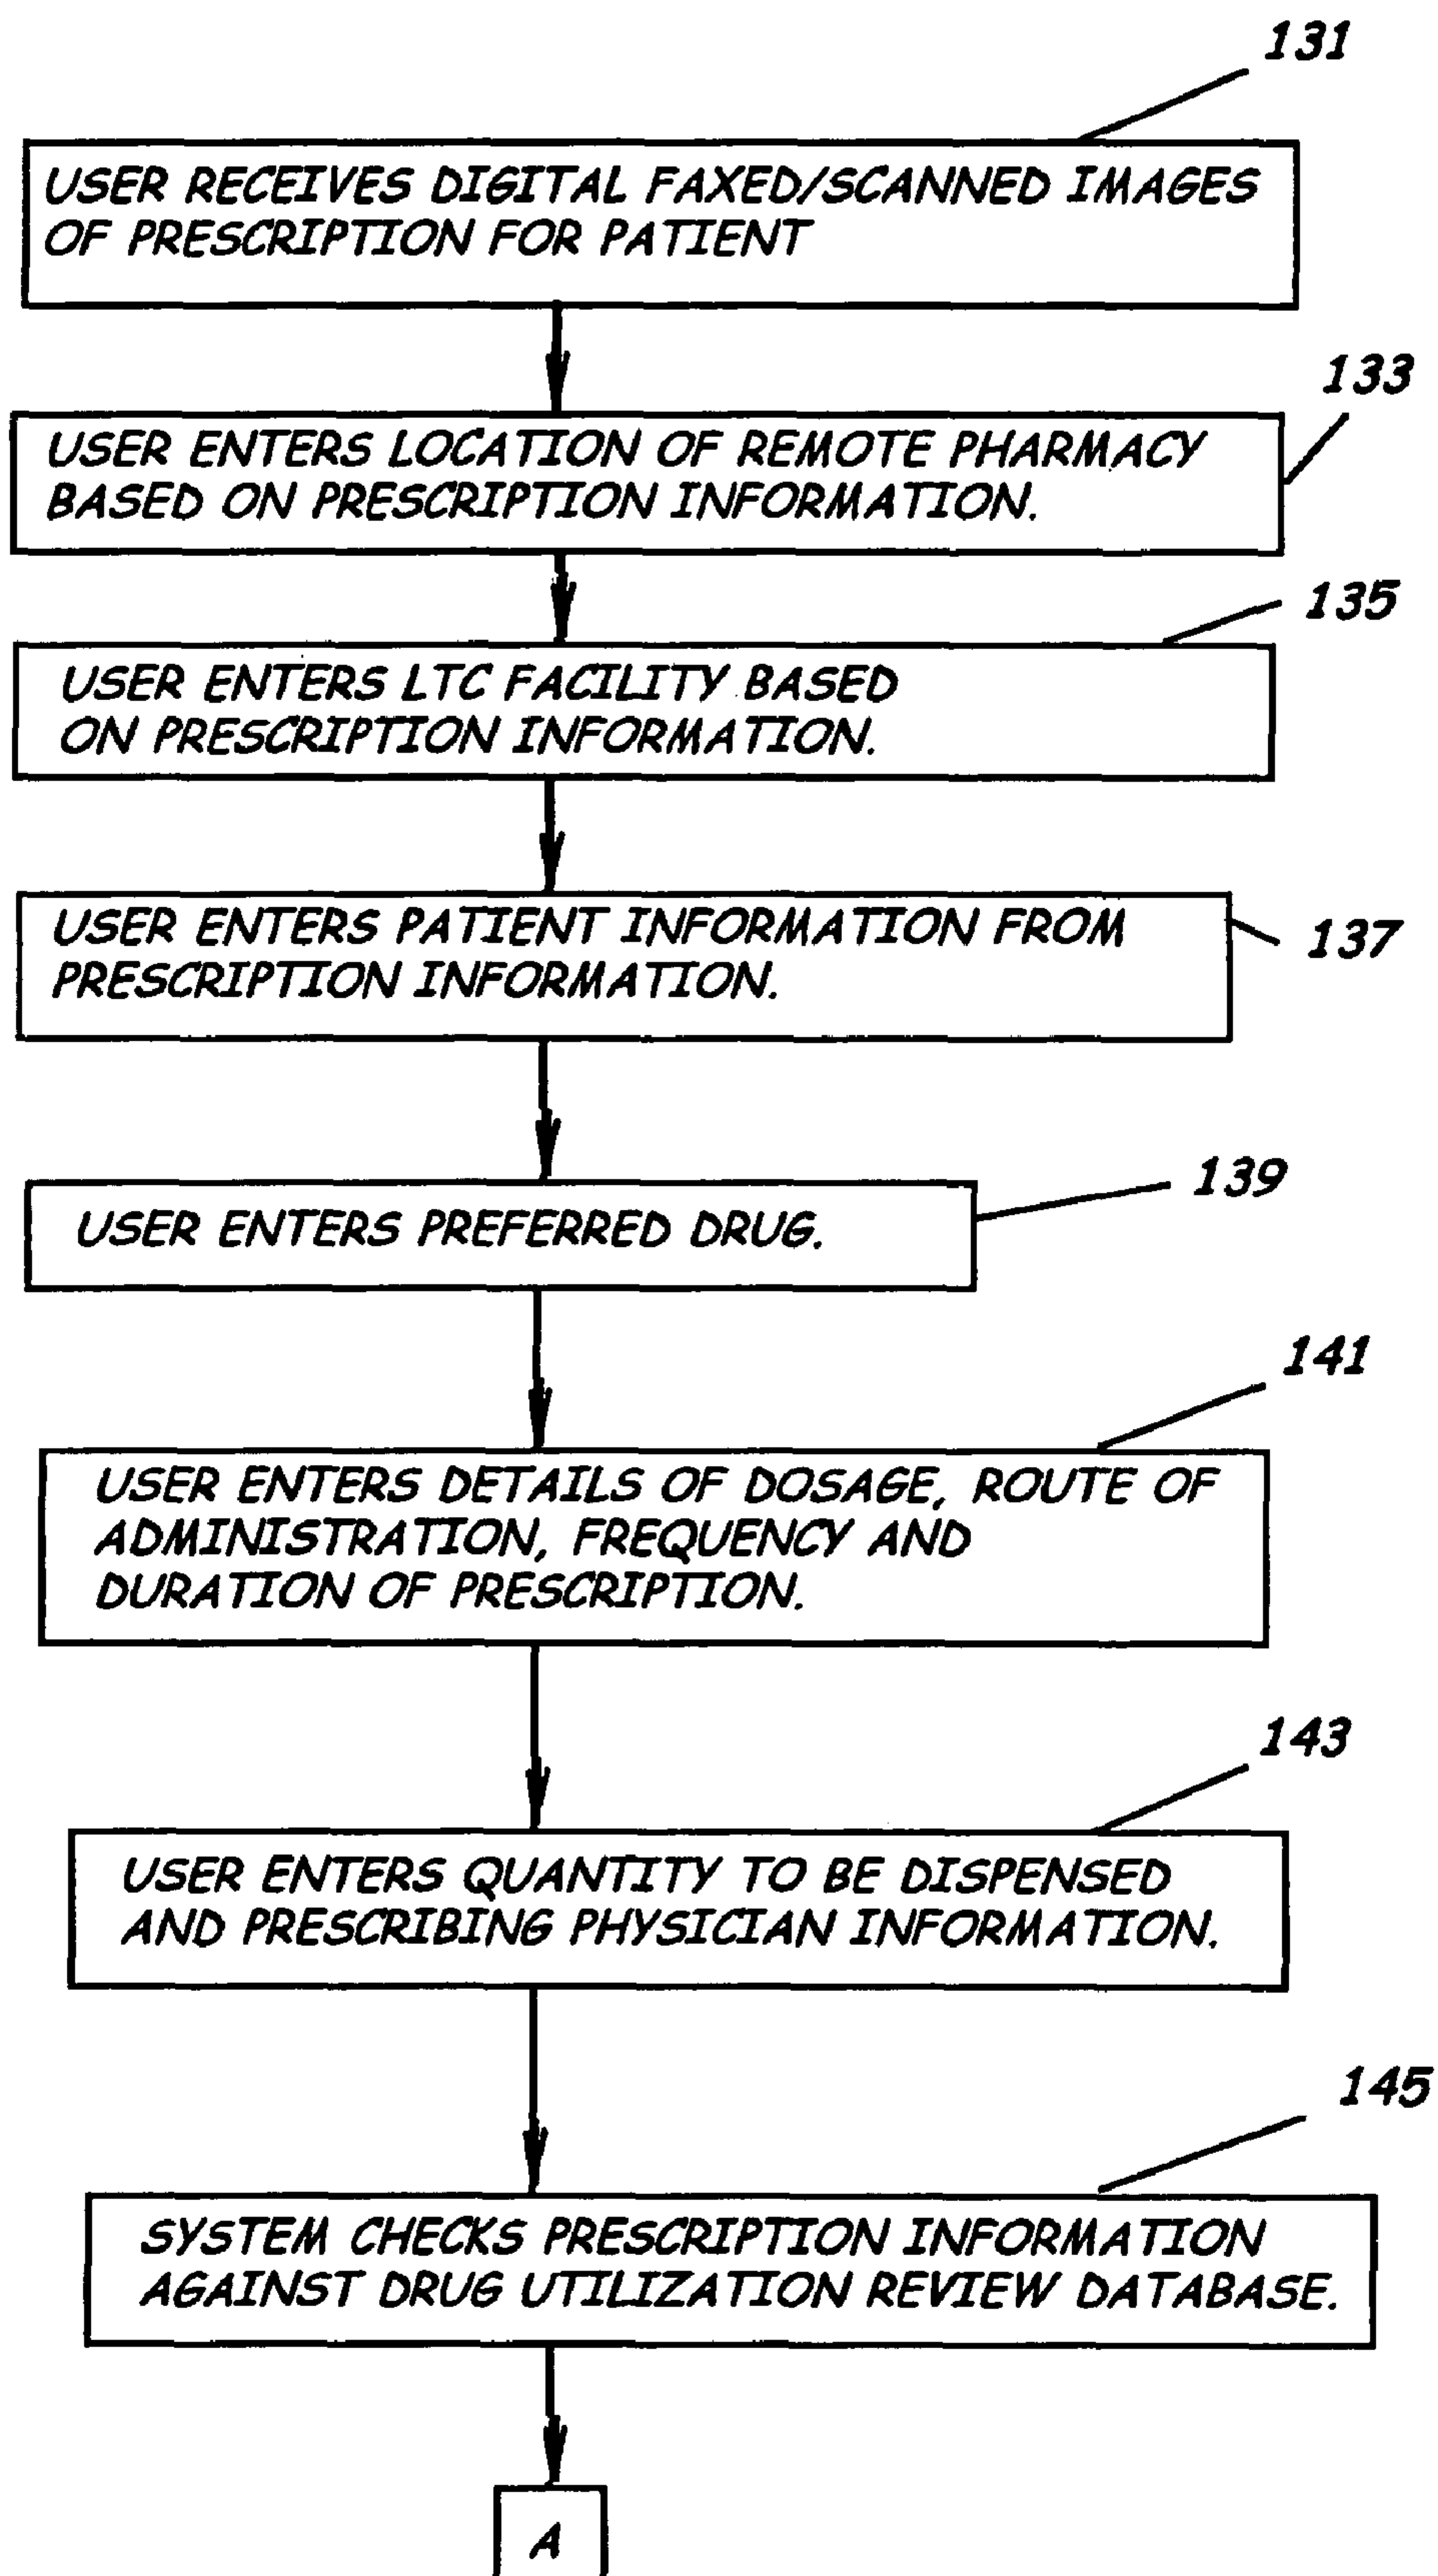 131
USER RECEIVES DIGITAL FAXED/SCANNED IMAGES
OF PRESCRIPTION FOR PATIENT
133
USER ENTERS LOCATION OF REMOTE PHARMACY
BASED ON PRESCRIPTION INFORMATION.
135
USER ENTERS LTC FACILITY BASED
ON PRESCRIPTION INFORMATION.
USER ENTERS PATIENT INFORMATION FROM
137
PRESCRIPTION INFORMATION.
139
USER ENTERS PREFERRED DRUG.
141
USER ENTERS DETAILS OF DOSAGE, ROUTE OF
ADMINISTRATION, FREQUENCY AND
DURATION OF PRESCRIPTION.
143
USER ENTERS QUANTITY TO BE DISPENSED
AND PRESCRIBING PHYSICIAN INFORMATION.
145
SYSTEM CHECKS PRESCRIPTION INFORMATION
AGAINST DRUG UTILIZATION REVIEW DATABASE.
A